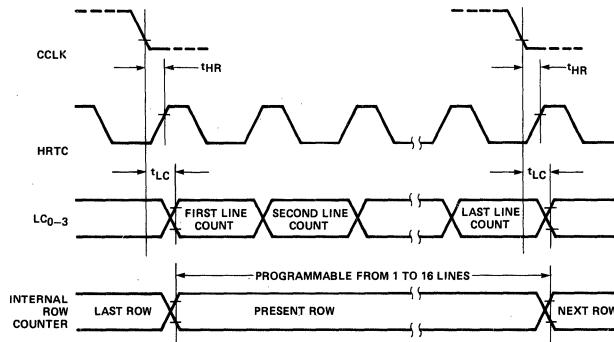 CCLK
tHR
tHR
HRTC
tLC
tLC
LC0–3
FIRST LINE COUNT
SECOND LINE COUNT
LAST LINE COUNT
PROGRAMMABLE FROM 1 TO 16 LINES
INTERNAL
ROW
COUNTER
LAST ROW
PRESENT ROW
NEXT ROW